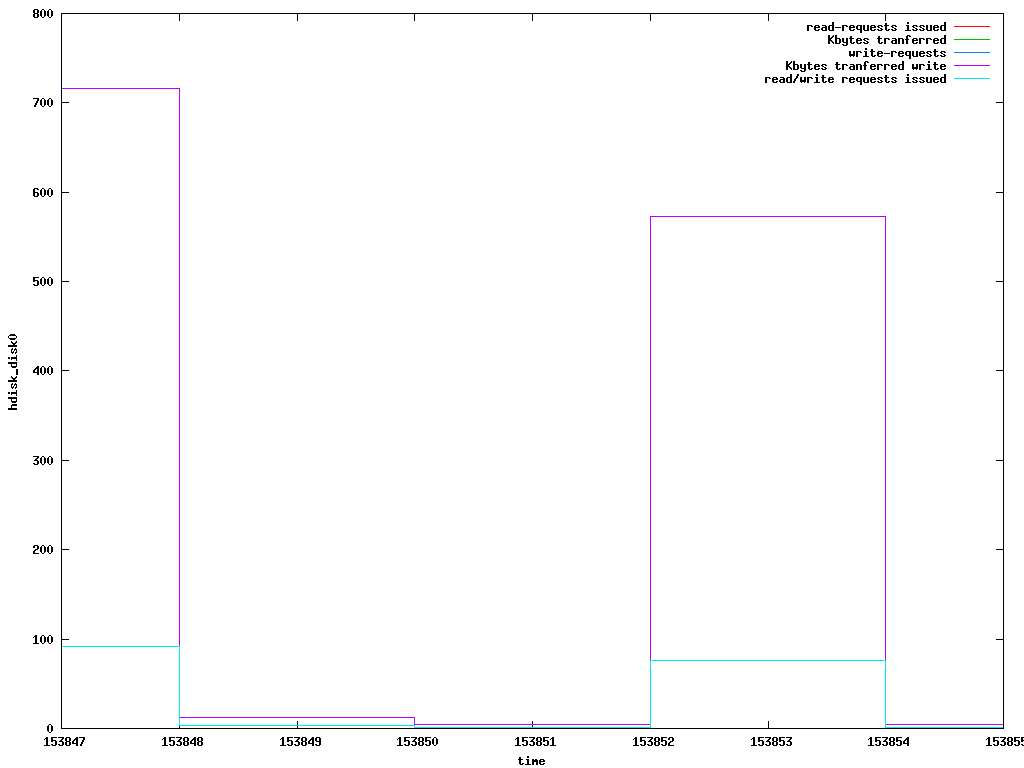 800
700
600
500
400
300
200
100
0
hdisk_disk0
read-requests issued
Kbytes tranferred
write-requests
Kbytes tranferred write
read/write requests issued
153847 153848 153849 153850 153851 153852 153853 153854 153855
time